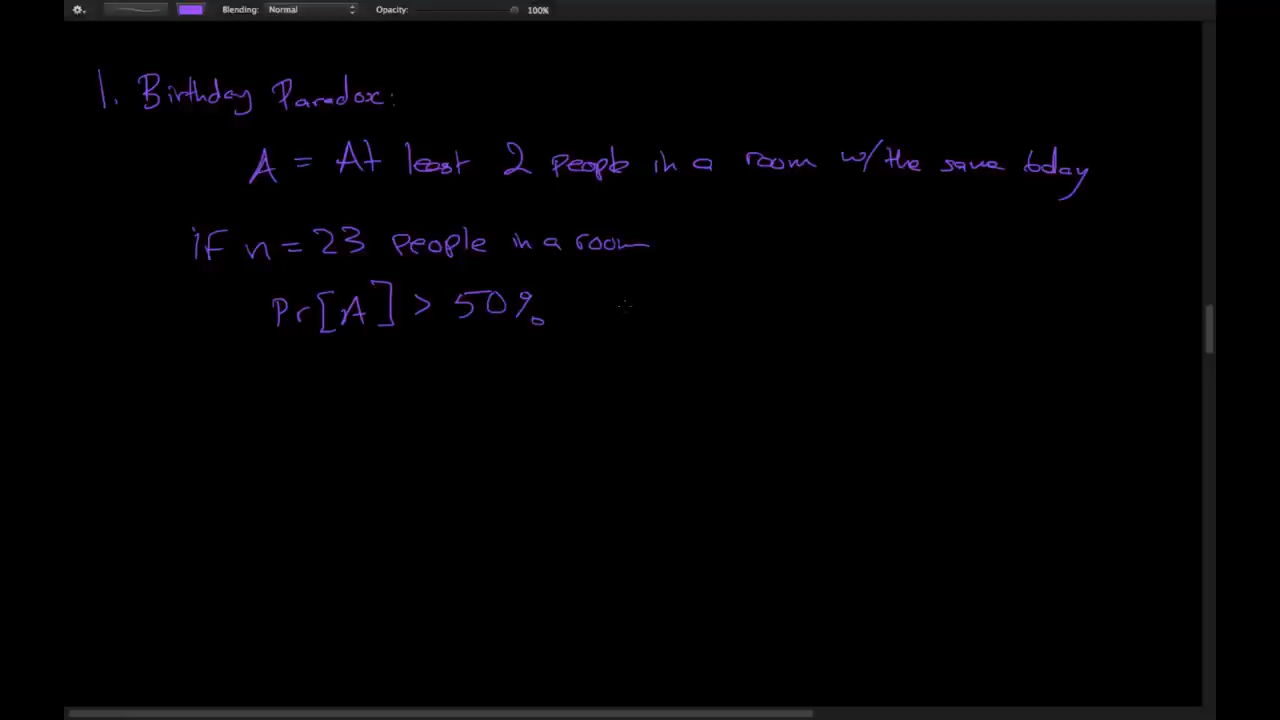 Blending: Normal Opacity: 100%
1. Birthday Paradox:
A = At least 2 people in a room w/ the same bday
if n = 23 people in a room
Pr[A] > 50%